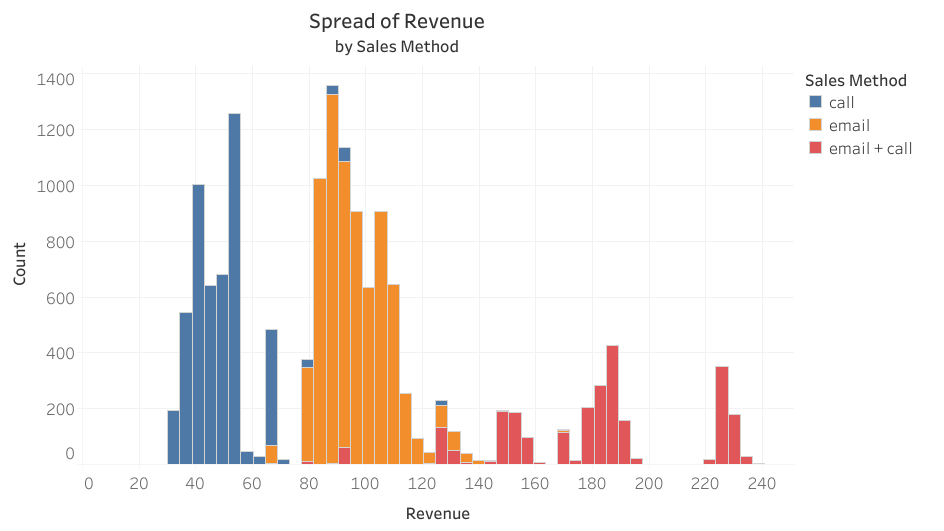 Spread of Revenue
by Sales Method
1400
1200
1000
800
600
400
200
0
Count
0 20 40 60 80 100 120 140 160 180 200 220 240
Revenue
Sales Method
call
email
email + call